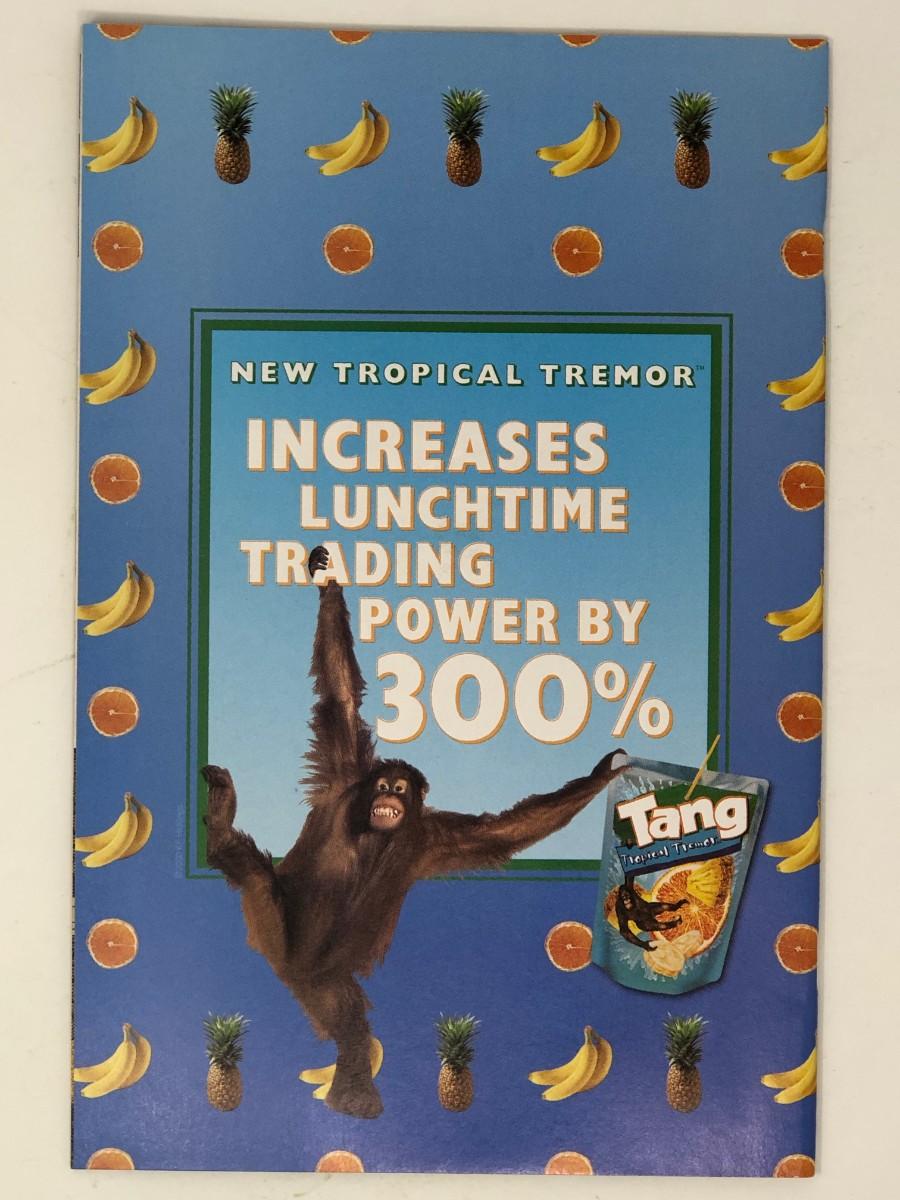 NEW TROPICAL TREMOR™
INCREASES
LUNCHTIME
TRADING
POWER BY
300%
Tang
Tropical Tremor